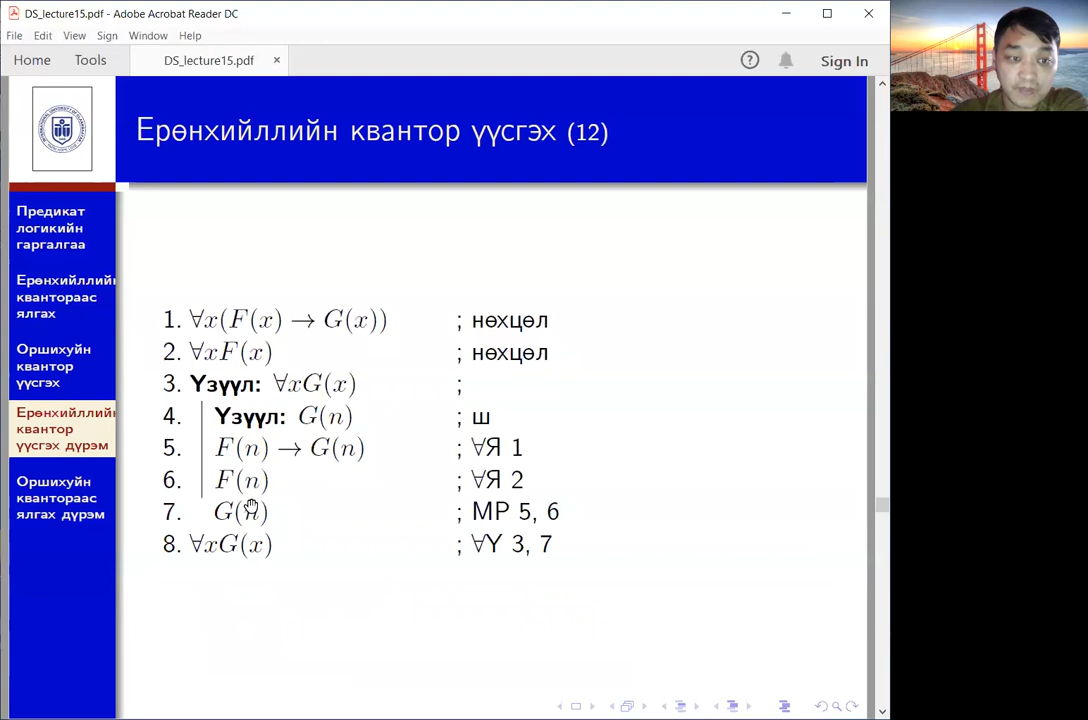 DS_lecture15.pdf - Adobe Acrobat Reader DC
File Edit View Sign Window Help
Home Tools DS_lecture15.pdf × Sign In
Ерөнхийллийн квантор үүсгэх (12)
Предикат
логикийн
гаргалгаа
Ерөнхийллийн
квантораас
ялгах
Оршихуйн
квантор
үүсгэх
Ерөнхийллийн
квантор
үүсгэх дүрэм
Оршихуйн
квантораас
ялгах дүрэм
1. ∀x(F(x) → G(x)) ; нөхцөл
2. ∀xF(x) ; нөхцөл
3. Үзүүл: ∀xG(x) ;
4. Үзүүл: G(n) ; ш
5. F(n) → G(n) ; ∀Я 1
6. F(n) ; ∀Я 2
7. G(n) ; MP 5, 6
8. ∀xG(x) ; ∀Ү 3, 7